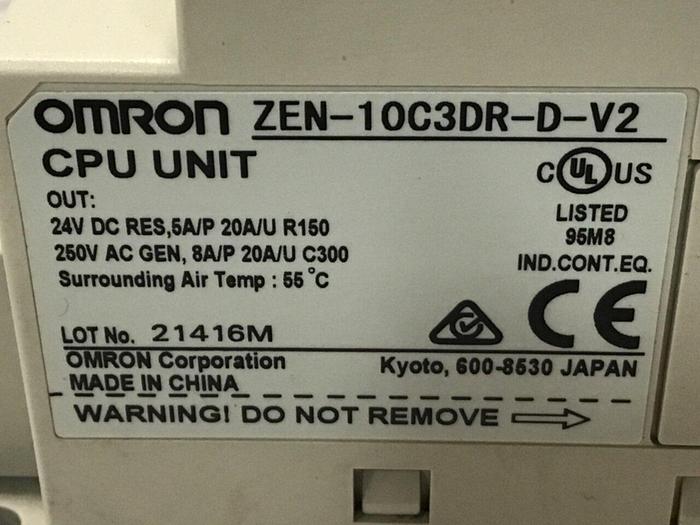 OMRON ZEN-10C3DR-D-V2
CPU UNIT
C UL US
OUT:
24V DC RES,5A/P 20A/U R150
LISTED
250V AC GEN, 8A/P 20A/U C300
95M8
Surrounding Air Temp : 55°C
IND.CONT.EQ.
LOT No. 21416M
CE
OMRON Corporation
Kyoto, 600-8530 JAPAN
MADE IN CHINA
WARNING! DO NOT REMOVE